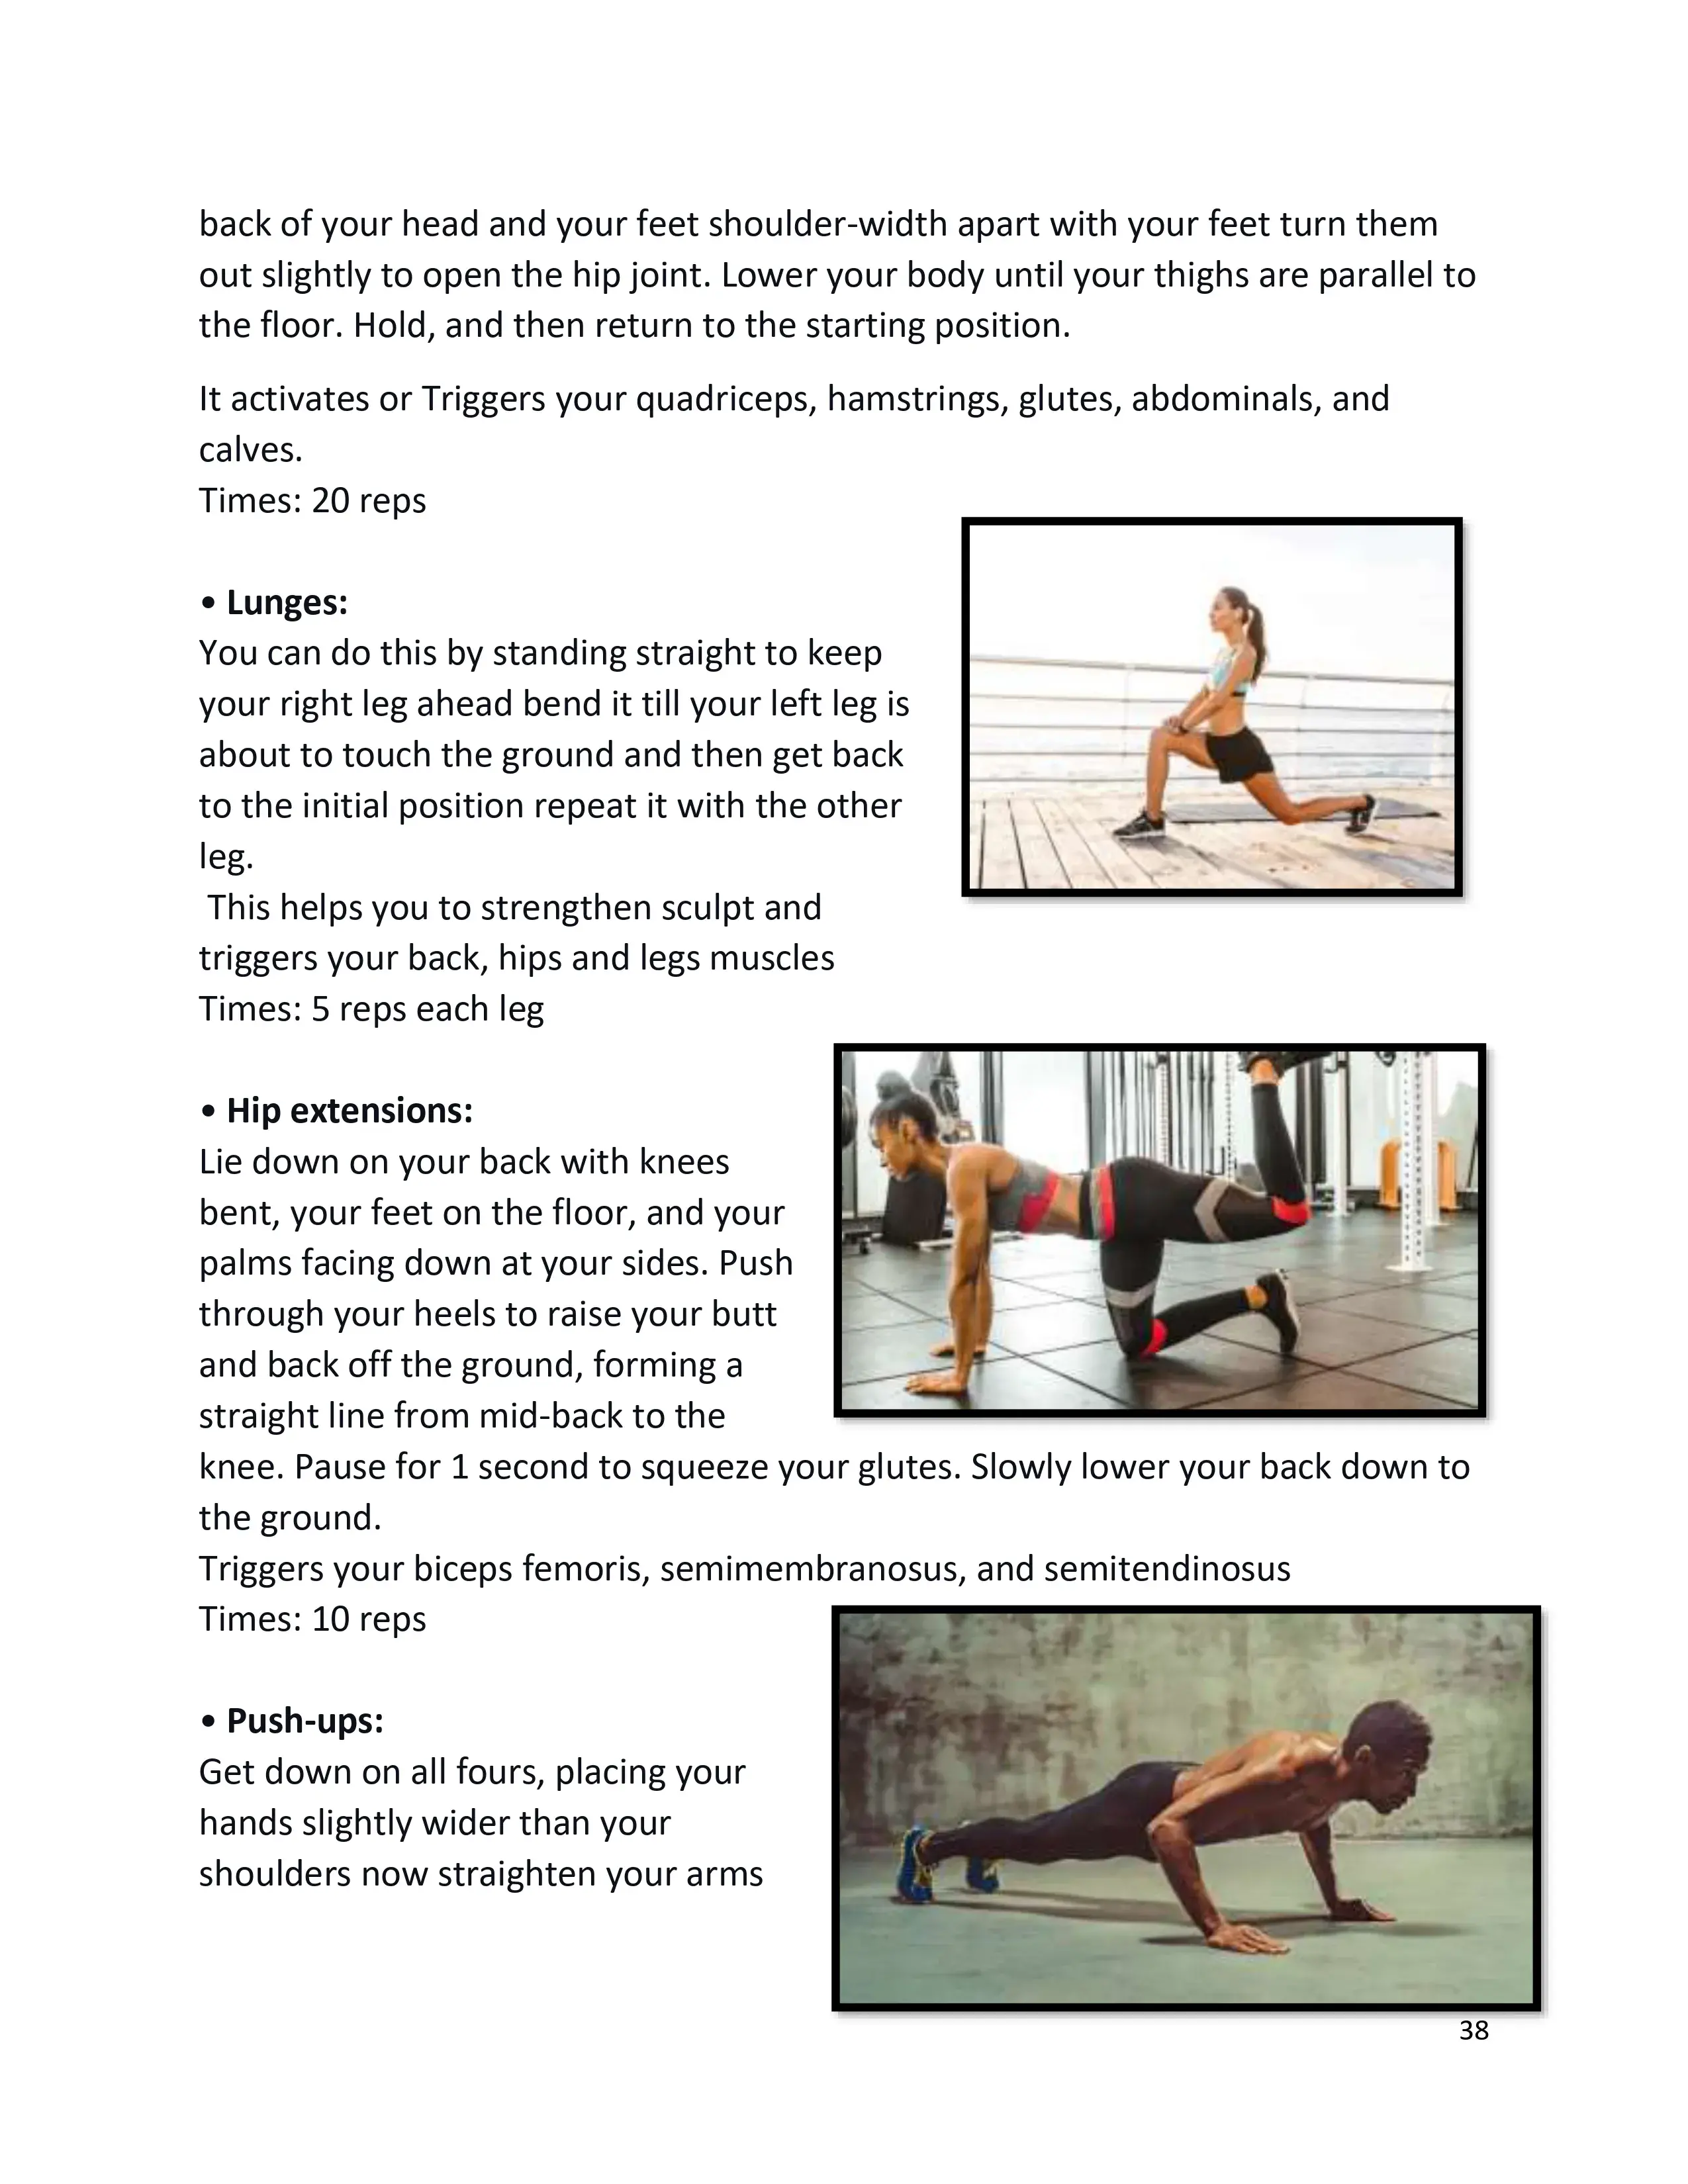 back of your head and your feet shoulder-width apart with your feet turn them
out slightly to open the hip joint. Lower your body until your thighs are parallel to
the floor. Hold, and then return to the starting position.
It activates or Triggers your quadriceps, hamstrings, glutes, abdominals, and
calves.
Times: 20 reps
• Lunges:
You can do this by standing straight to keep
your right leg ahead bend it till your left leg is
about to touch the ground and then get back
to the initial position repeat it with the other
leg.
This helps you to strengthen sculpt and
triggers your back, hips and legs muscles
Times: 5 reps each leg
• Hip extensions:
Lie down on your back with knees
bent, your feet on the floor, and your
palms facing down at your sides. Push
through your heels to raise your butt
and back off the ground, forming a
straight line from mid-back to the
knee. Pause for 1 second to squeeze your glutes. Slowly lower your back down to
the ground.
Triggers your biceps femoris, semimembranosus, and semitendinosus
Times: 10 reps
• Push-ups:
Get down on all fours, placing your
hands slightly wider than your
shoulders now straighten your arms
38